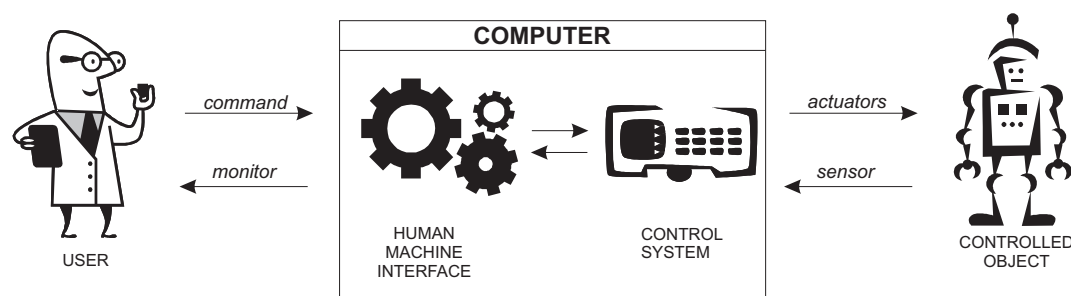 COMPUTER
command
monitor
actuators
sensor
USER
HUMAN
MACHINE
INTERFACE
CONTROL
SYSTEM
CONTROLLED
OBJECT